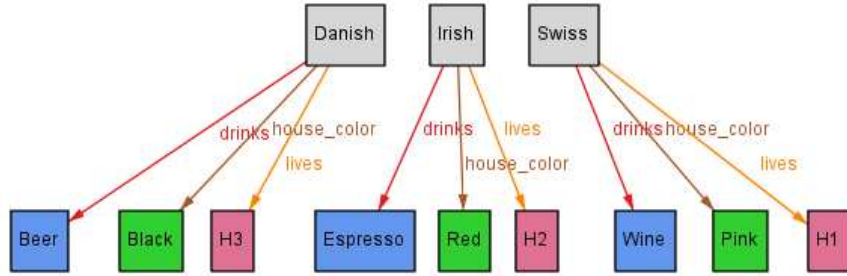 Danish
Irish
Swiss
drinks
house_color
lives
drinks
lives
house_color
drinks
house_color
lives
Beer
Black
H3
Espresso
Red
H2
Wine
Pink
H1